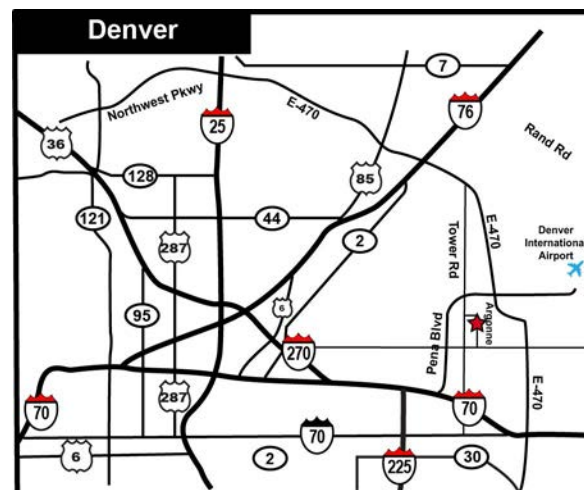 Denver
7
Northwest Pkwy
E-470
25
76
Rand Rd
36
128
85
121
44
2
287
Tower Rd
E-470
Denver
International
Airport
6
95
Argonne
270
Pena Blvd
287
E-470
70
70
70
6
2
225
30